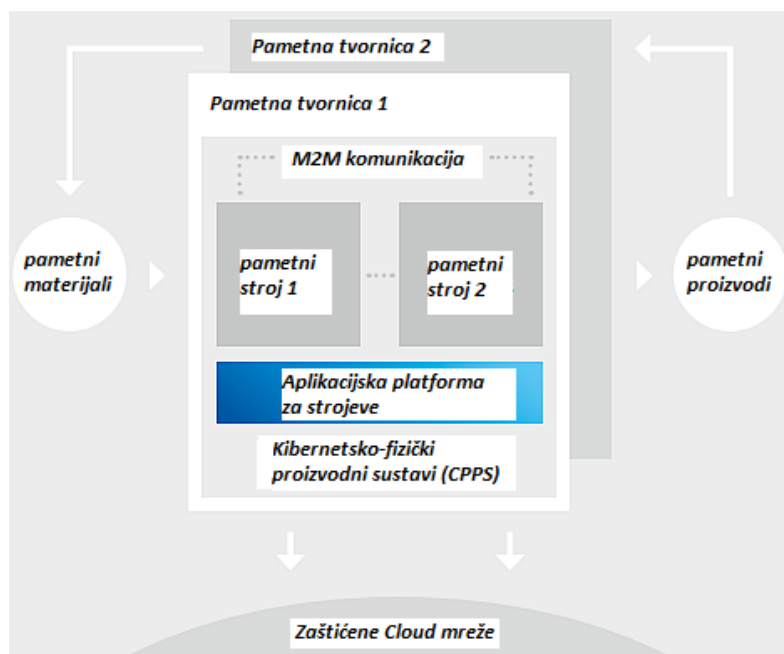 Pametna tvornica 2
Pametna tvornica 1
M2M komunikacija
pametni
materijali
pametni
stroj 1
pametni
stroj 2
pametni
proizvodi
Aplikacijska platforma
za strojeve
Kibernetsko-fizički
proizvodni sustavi (CPPS)
Zaštićene Cloud mreže